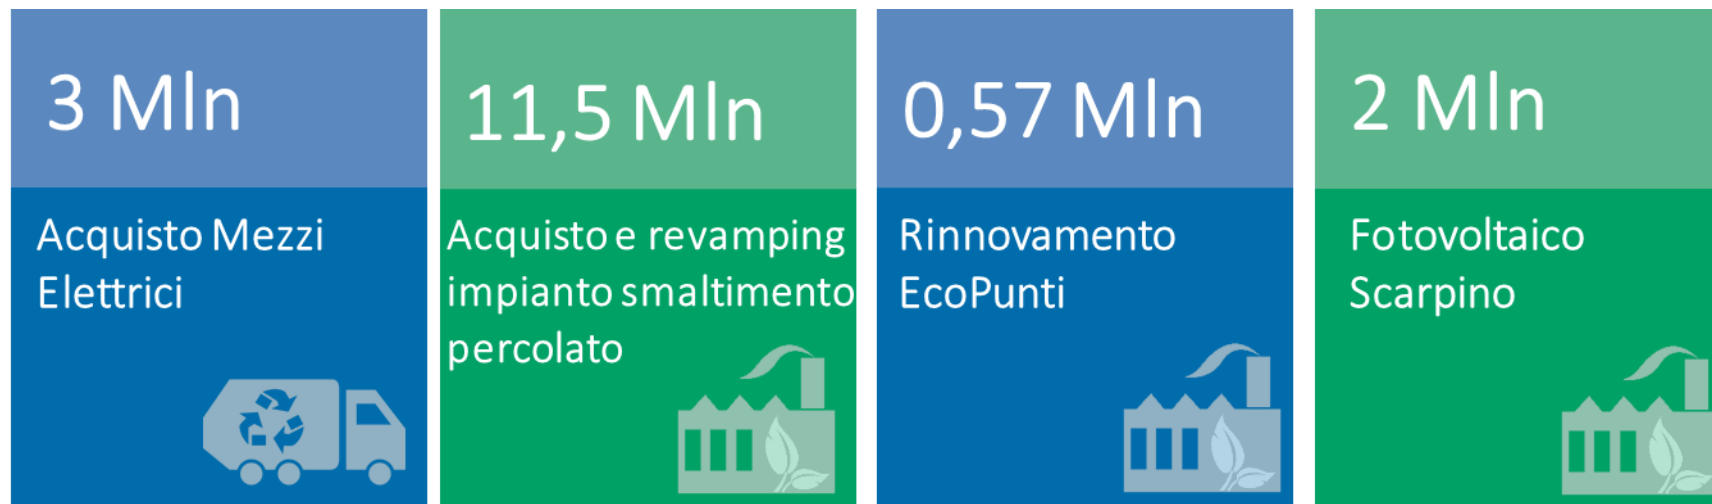 3 Mln
Acquisto Mezzi
Elettrici
11,5 Mln
Acquisto e revamping
impianto smaltimento
percolato
0,57 Mln
Rinnovamento
EcoPunti
2 Mln
Fotovoltaico
Scarpino